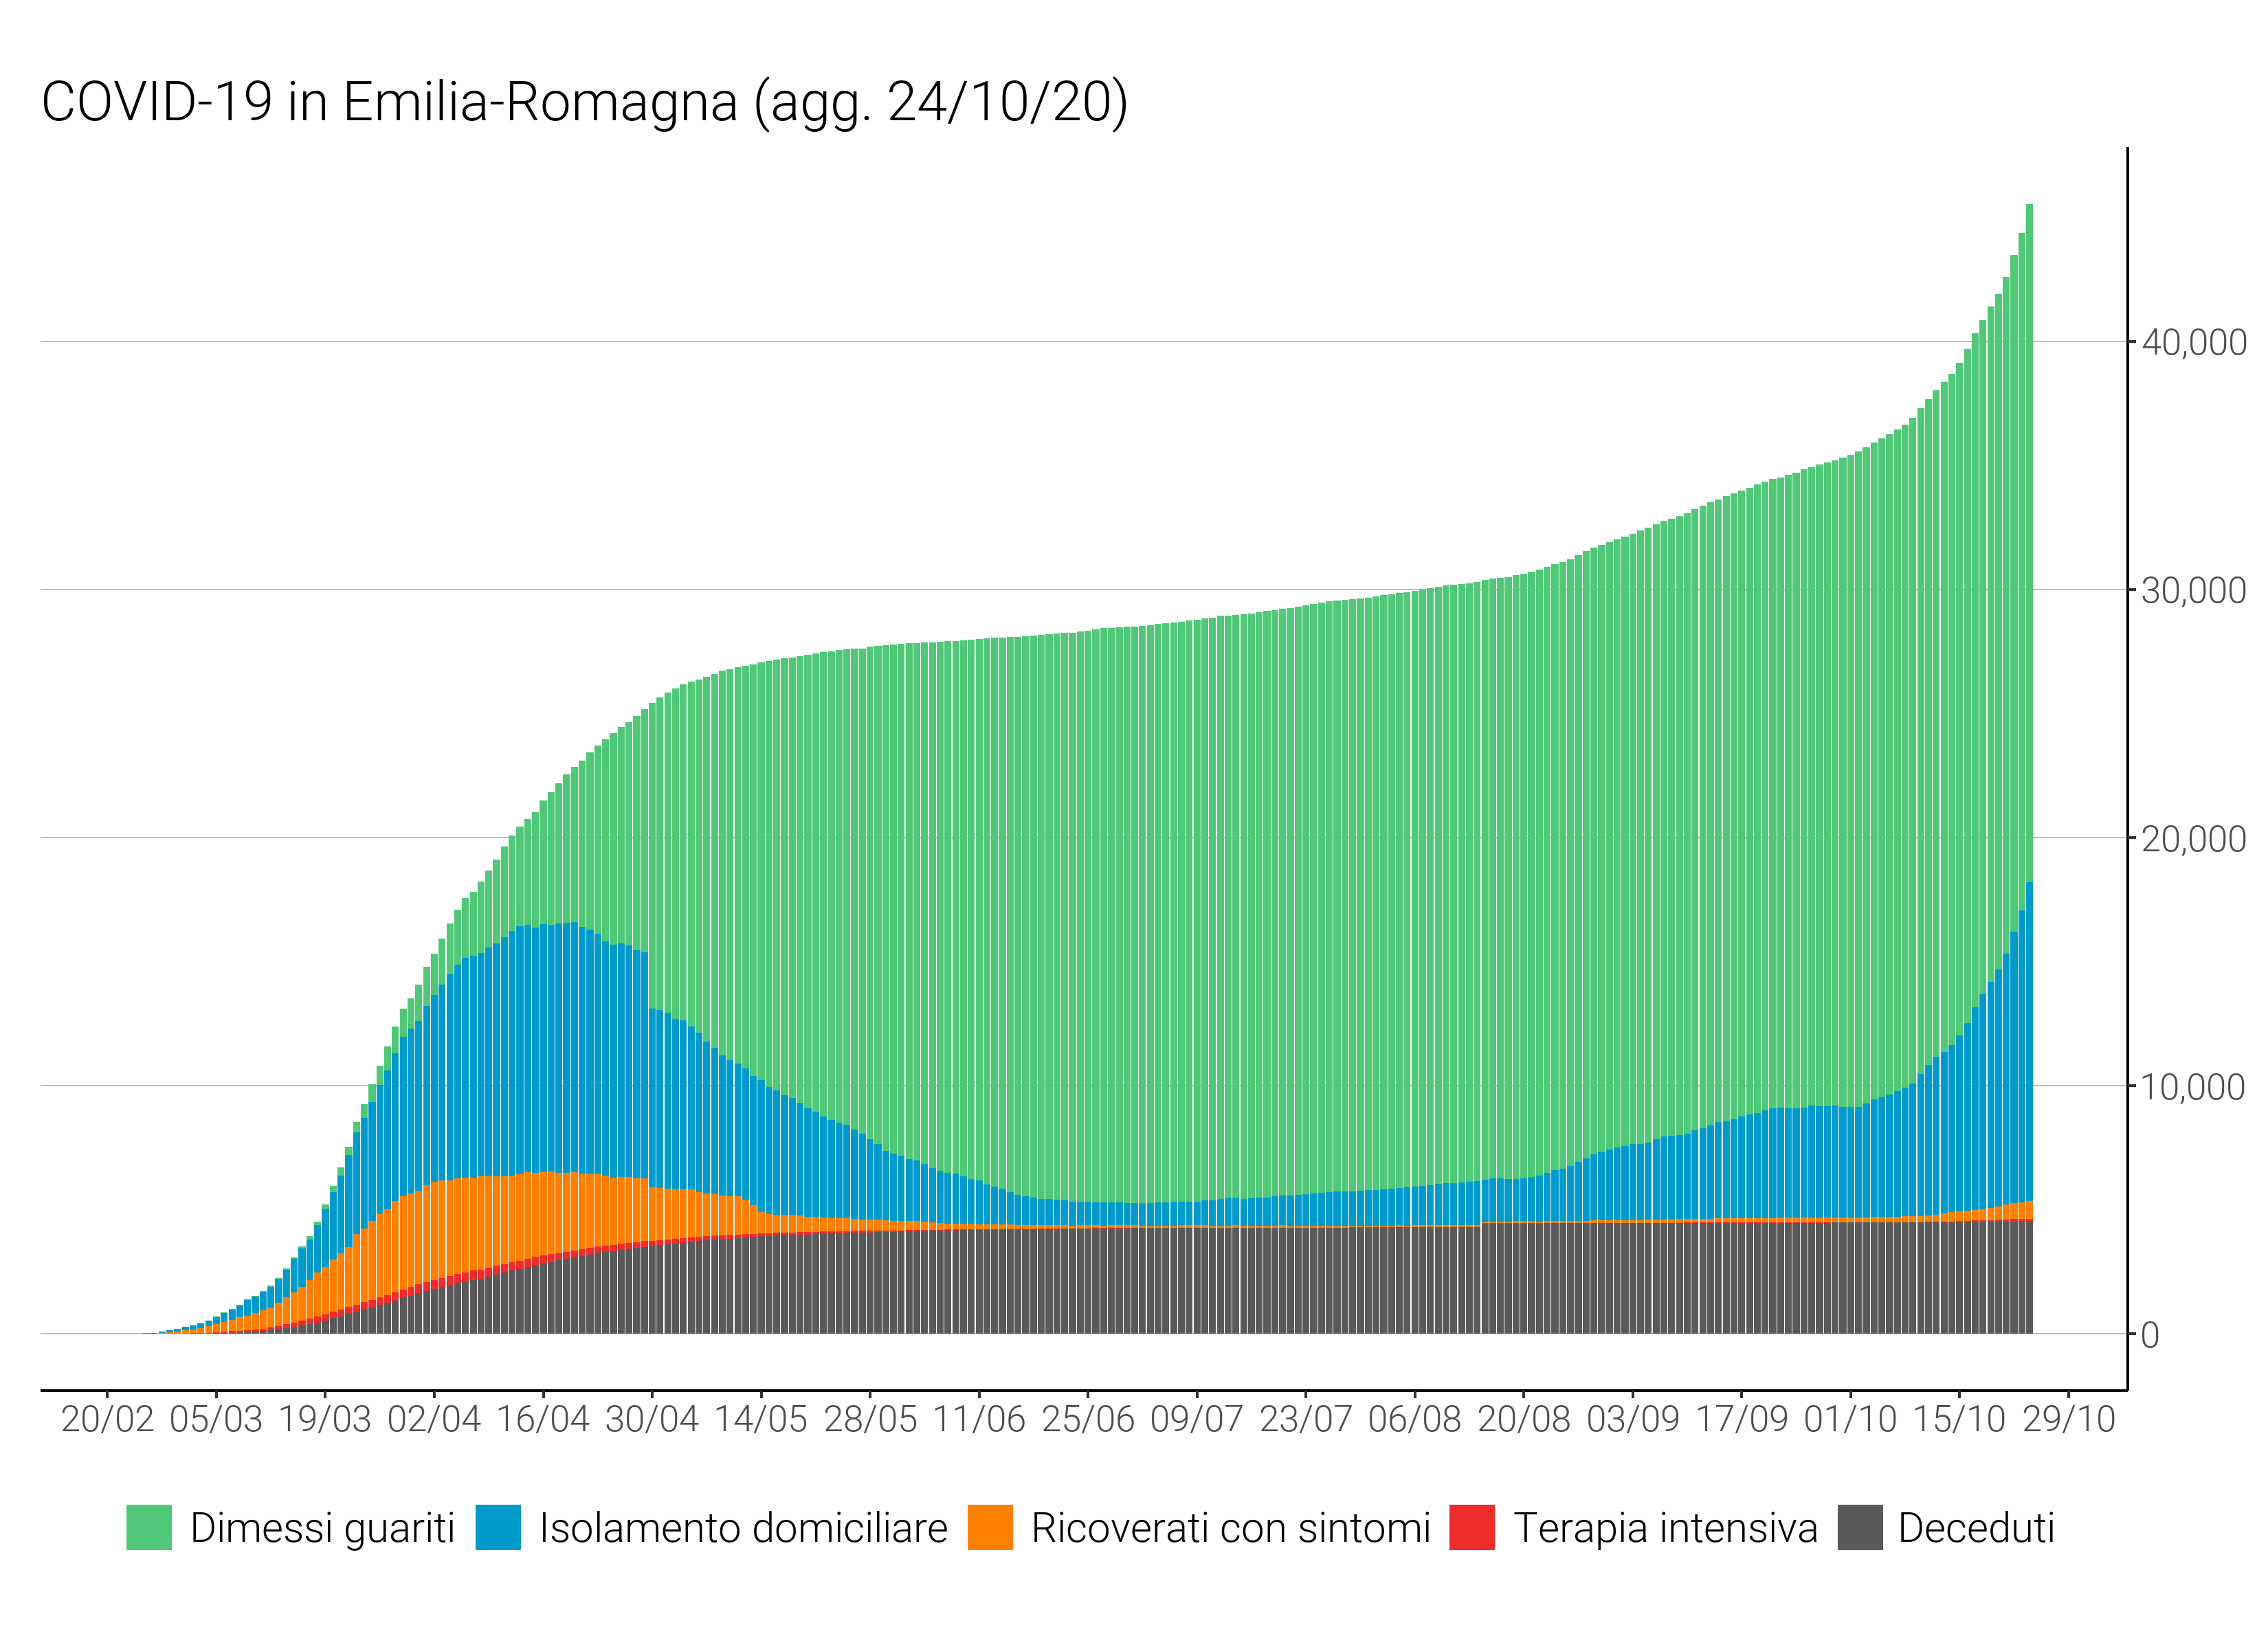 COVID-19 in Emilia-Romagna (agg. 24/10/20)
40,000
30,000
20,000
10,000
0
20/02 05/03 19/03 02/04 16/04 30/04 14/05 28/05 11/06 25/06 09/07 23/07 06/08 20/08 03/09 17/09 01/10 15/10 29/10
Dimessi guariti Isolamento domiciliare Ricoverati con sintomi Terapia intensiva Deceduti